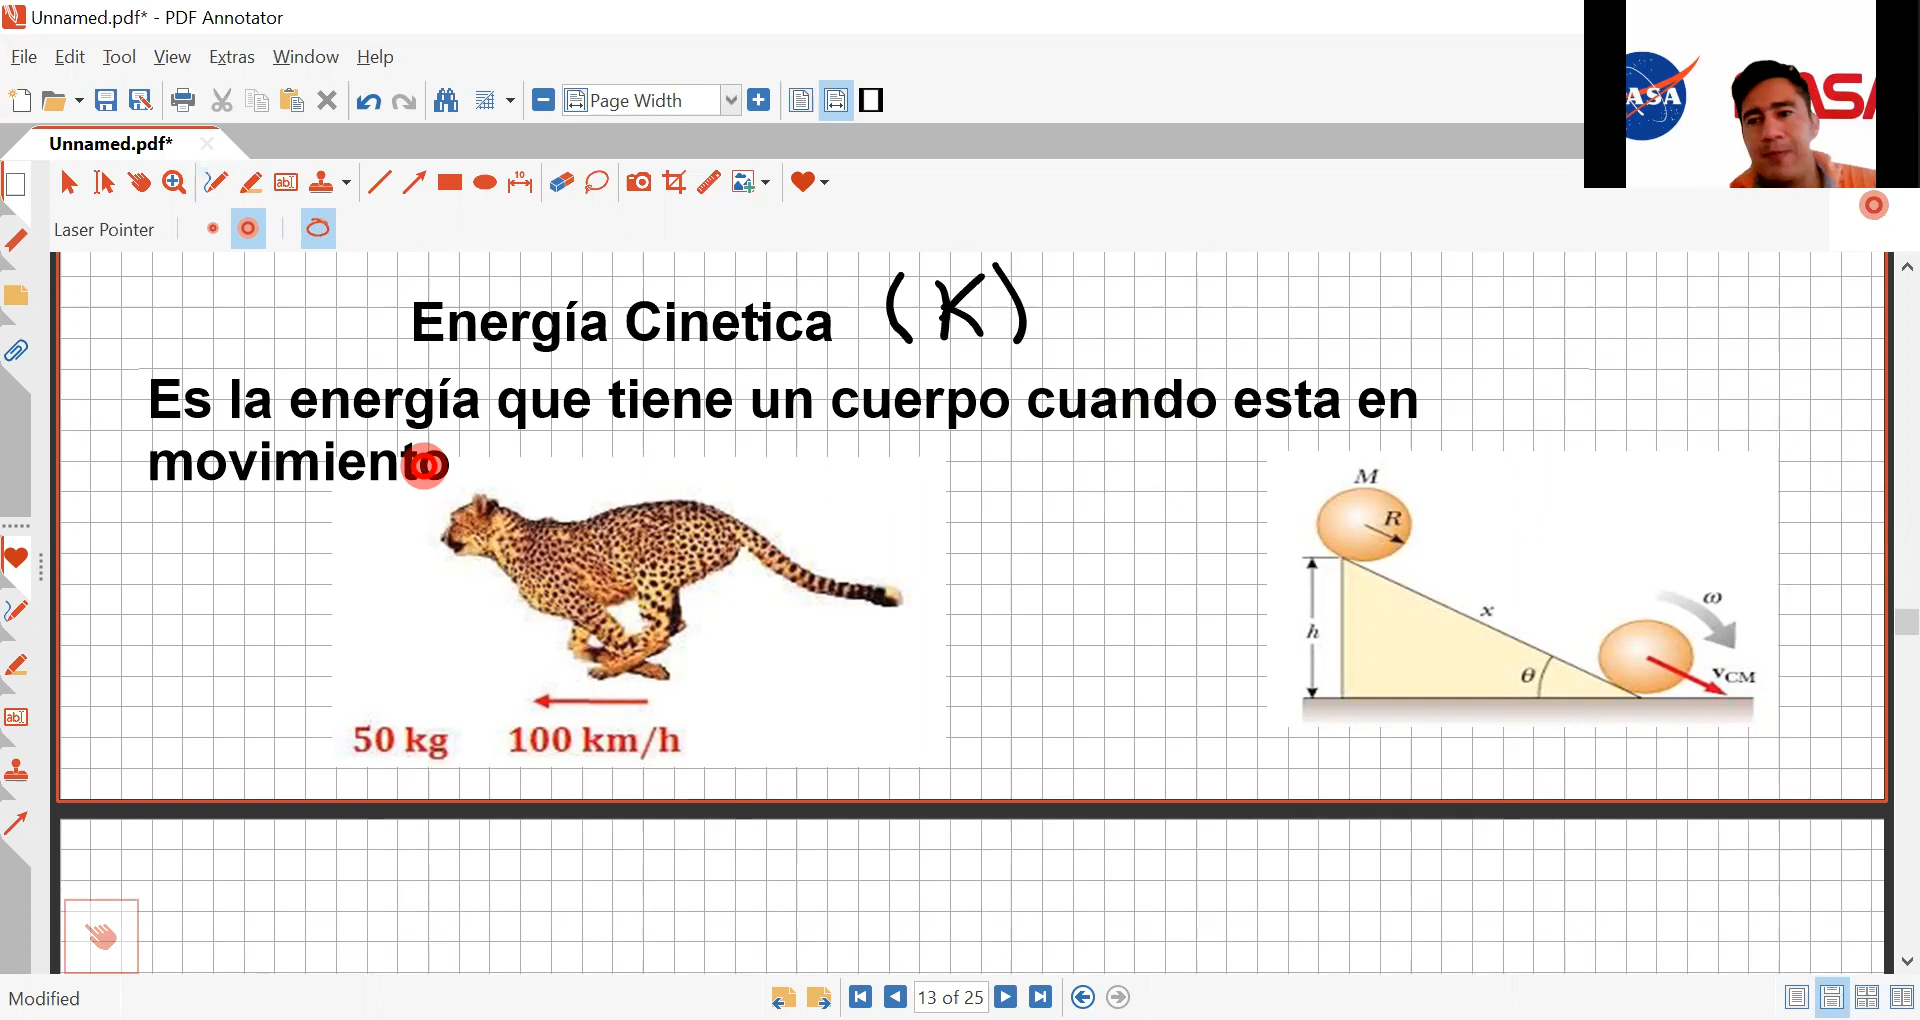 Unnamed.pdf* - PDF Annotator
File Edit Tool View Extras Window Help
Page Width
Unnamed.pdf*
10
Laser Pointer
Energía Cinetica (K)
Es la energía que tiene un cuerpo cuando esta en
movimiento
50 kg 100 km/h
M
R
h
x
θ
ω
vCM
Modified
13 of 25